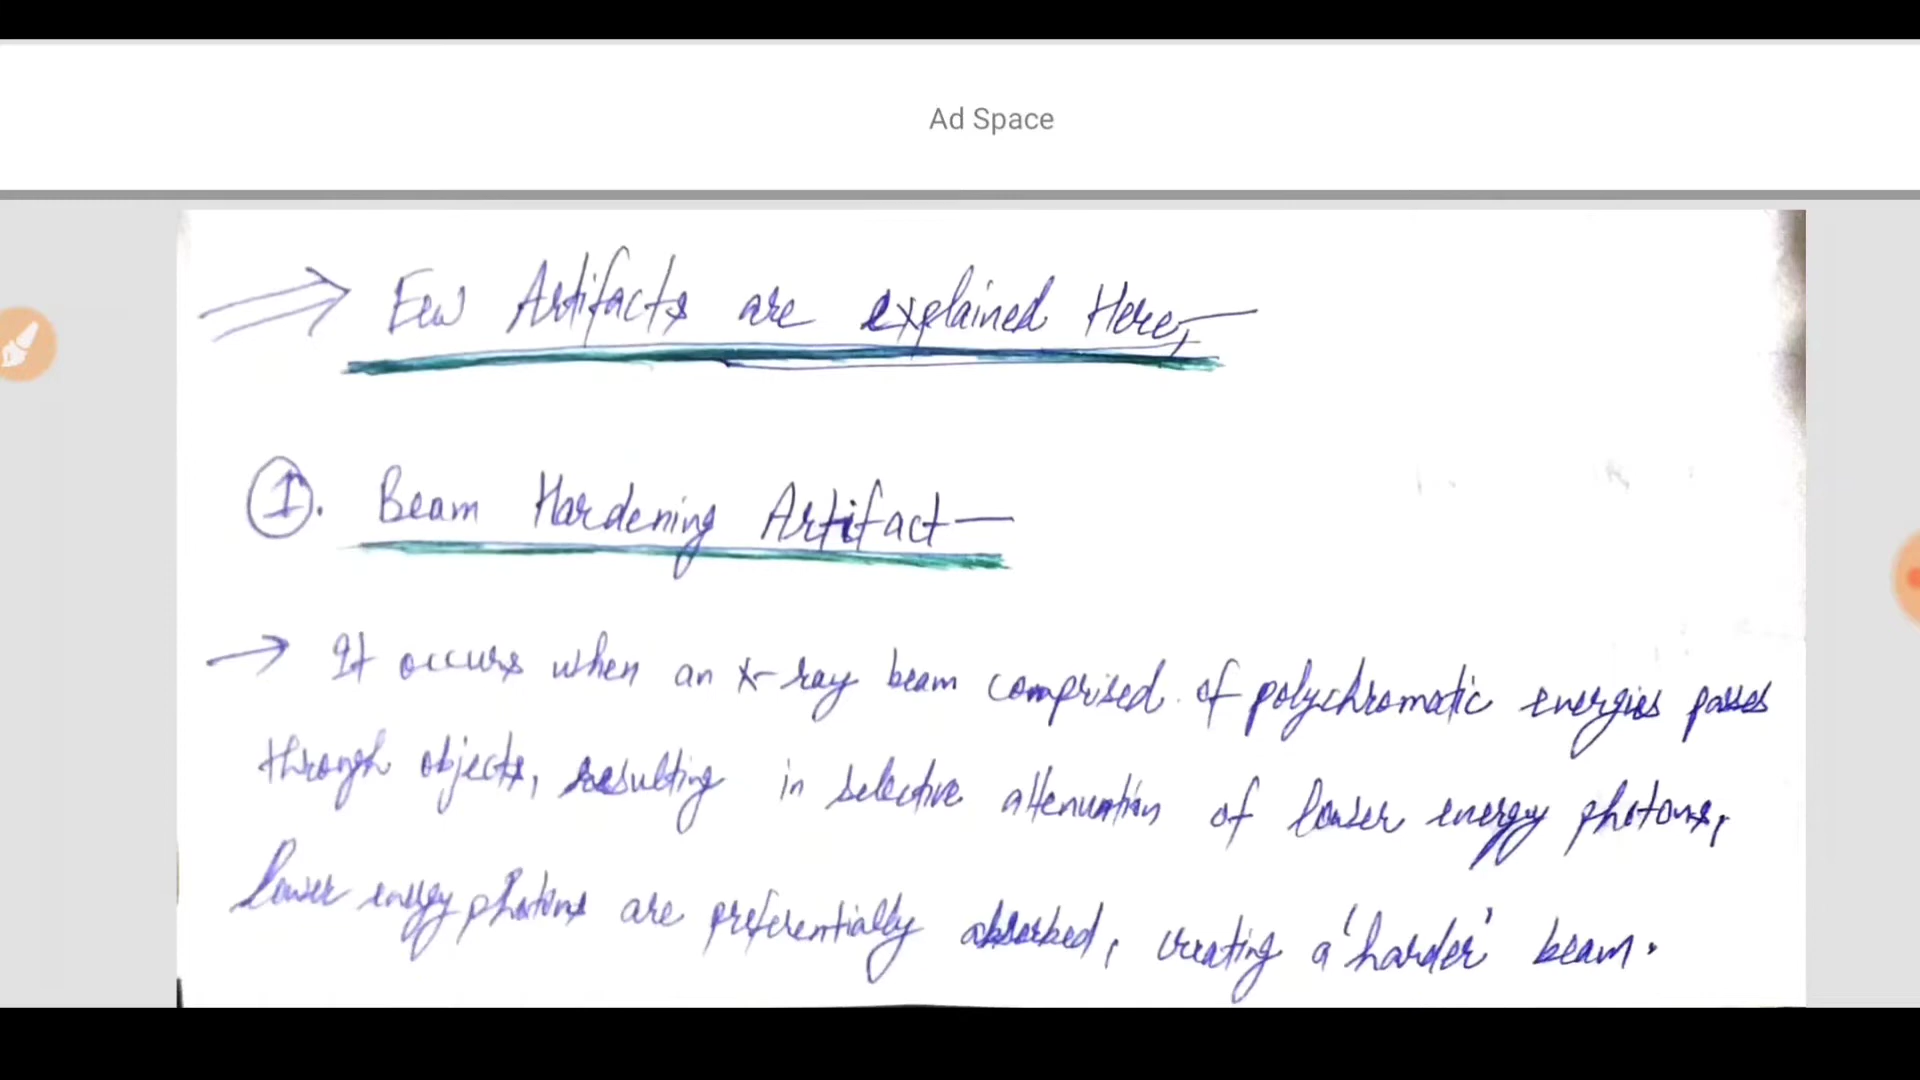 Ad Space
Few Artifacts are explained Here,—
①. Beam Hardening Artifact—
→ It occurs when an x-ray beam comprised of polychromatic energies passes
through objects, resulting in selective attenuation of lower energy photons,
lower energy photons are preferentially absorbed, creating a 'harder' beam.